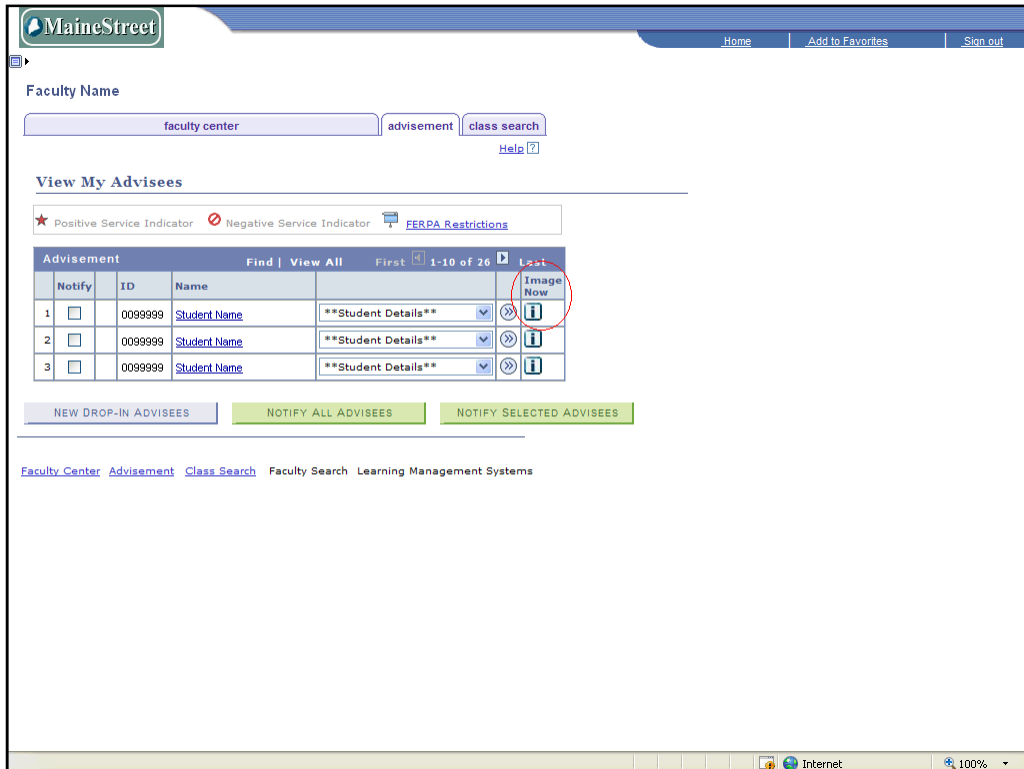 MaineStreet
Home Add to Favorites Sign out
Faculty Name
faculty center advisement class search
Help ?
View My Advisees
Positive Service Indicator Negative Service Indicator FERPA Restrictions
Advisement Find | View All First 1-10 of 26 Last
Notify ID Name Image Now
1 0099999 Student Name **Student Details** i
2 0099999 Student Name **Student Details** i
3 0099999 Student Name **Student Details** i
NEW DROP-IN ADVISEES NOTIFY ALL ADVISEES NOTIFY SELECTED ADVISEES
Faculty Center Advisement Class Search Faculty Search Learning Management Systems
Internet 100%